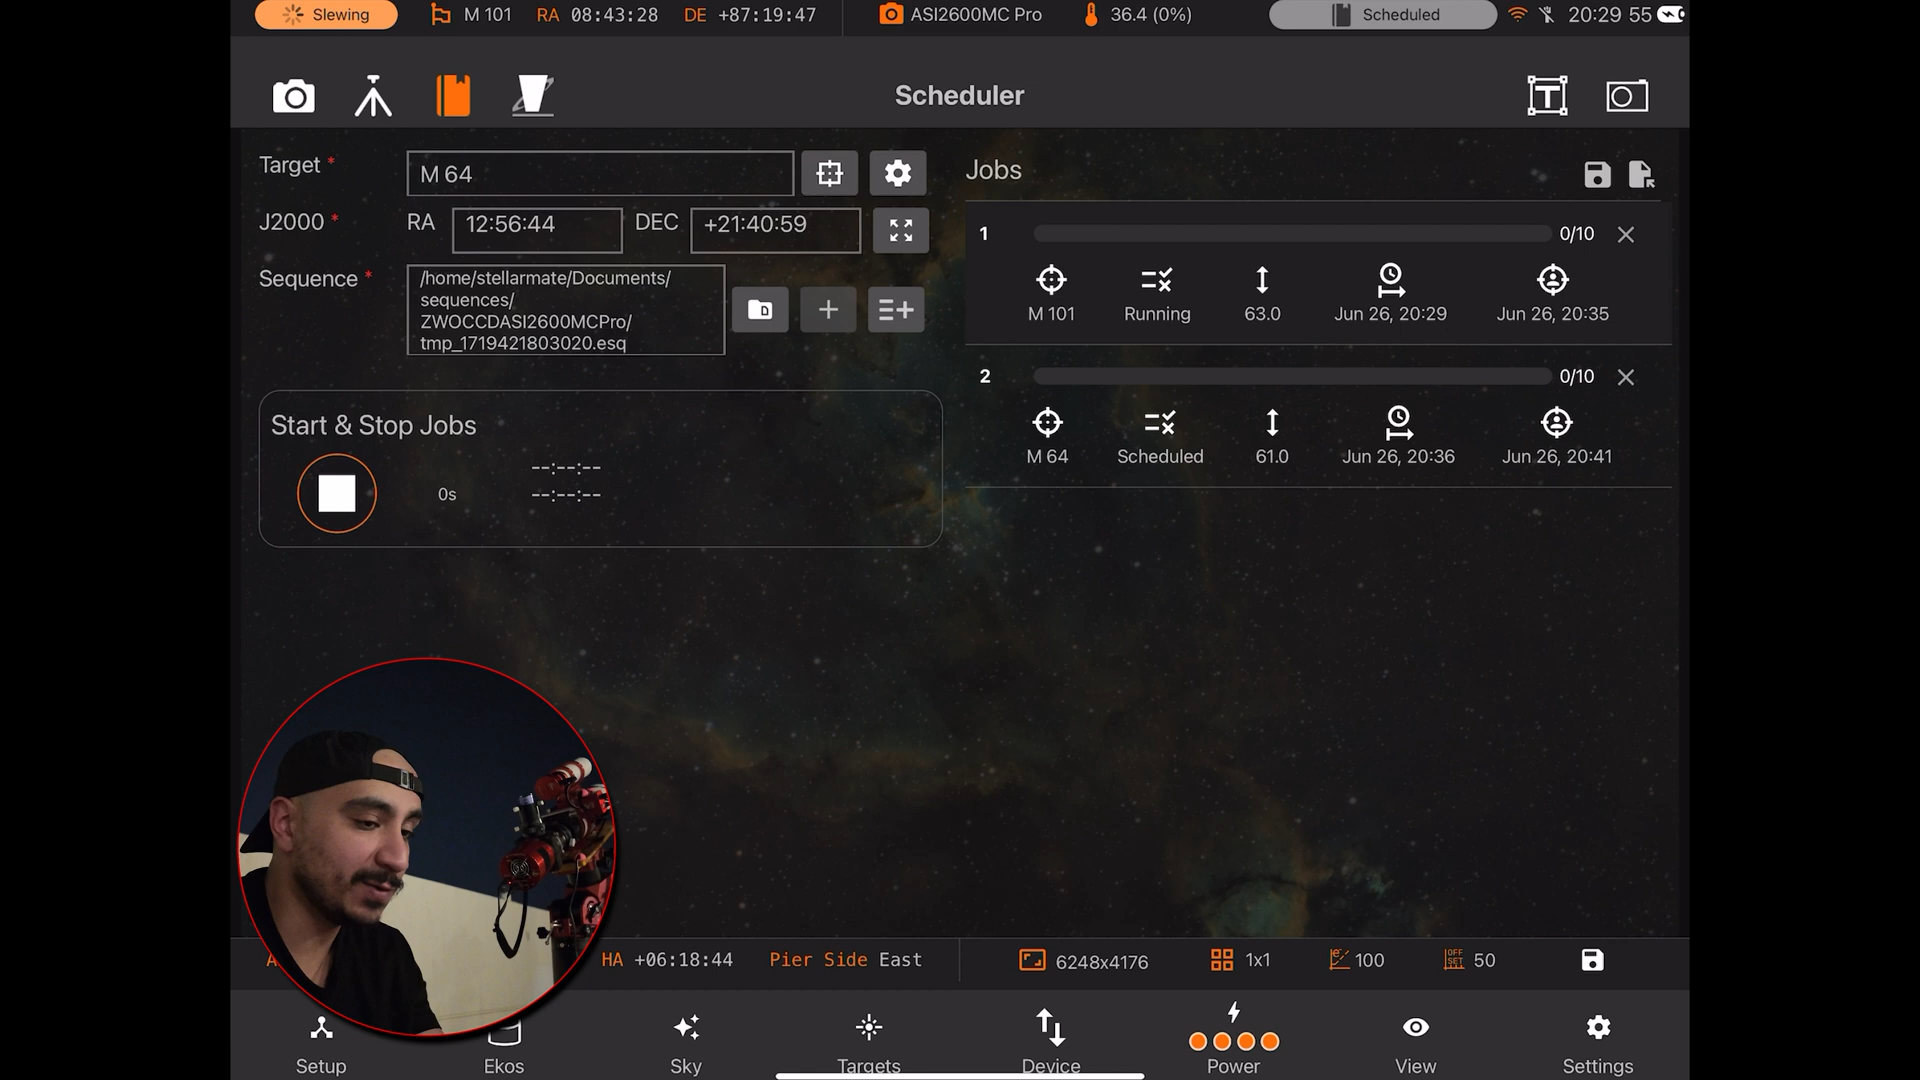 Slewing M 101 RA 08:43:28 DE +87:19:47 ASI2600MC Pro 36.4 (0%) Scheduled 20:29 55
Scheduler
Target * M 64
J2000 * RA 12:56:44 DEC +21:40:59
Sequence * /home/stellarmate/Documents/
sequences/
ZWOCCDASI2600MCPro/
tmp_1719421803020.esq
Start & Stop Jobs
--:--:--
0s --:--:--
Jobs
1 0/10
M 101 Running 63.0 Jun 26, 20:29 Jun 26, 20:35
2 0/10
M 64 Scheduled 61.0 Jun 26, 20:36 Jun 26, 20:41
HA +06:18:44 Pier Side East 6248x4176 1x1 100 50
Setup Ekos Sky Targets Device Power View Settings